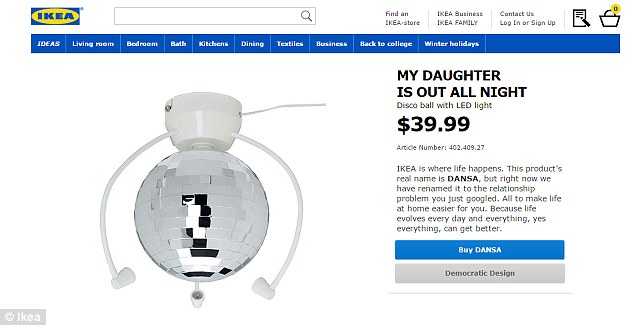 IKEA
Find an
IKEA-store
IKEA Business
IKEA FAMILY
Contact Us
Log In or Sign Up
0
IDEAS Living room Bedroom Bath Kitchens Dining Textiles Business Back to college Winter holidays
MY DAUGHTER
IS OUT ALL NIGHT
Disco ball with LED light
$39.99
Article Number: 402.409.27
IKEA is where life happens. This product's
real name is DANSA, but right now we
have renamed it to the relationship
problem you just googled. All to make life
at home easier for you. Because life
evolves every day and everything, yes
everything, can get better.
Buy DANSA
Democratic Design
© Ikea